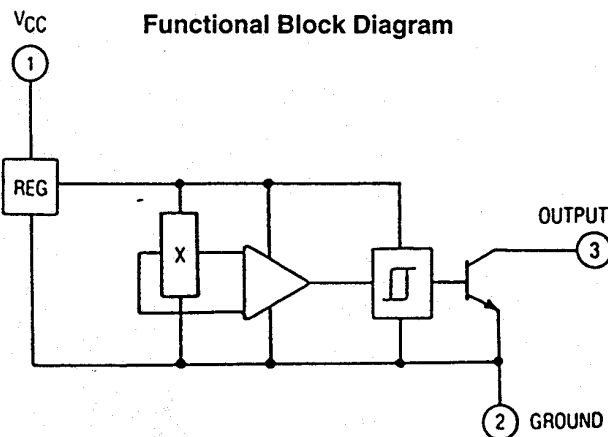 Functional Block Diagram
VCC
1
REG
X
OUTPUT
3
2 GROUND